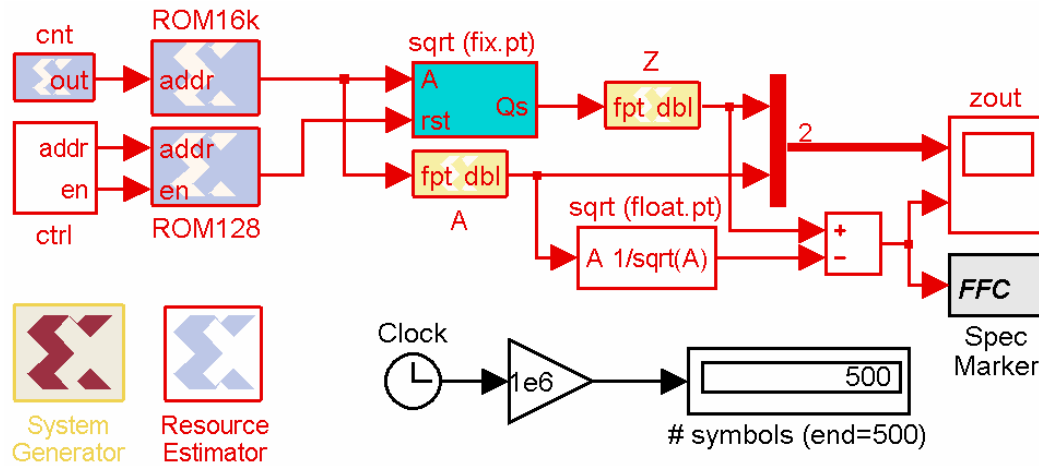 cnt
out
ROM16k
addr
addr
en
ctrl
addr
en
ROM128
sqrt (fix.pt)
A
rst
Qs
Z
fpt dbl
fpt dbl
A
sqrt (float.pt)
A 1/sqrt(A)
2
+
-
zout
FFC
Spec
Marker
System
Generator
Resource
Estimator
Clock
1e6
500
# symbols (end=500)